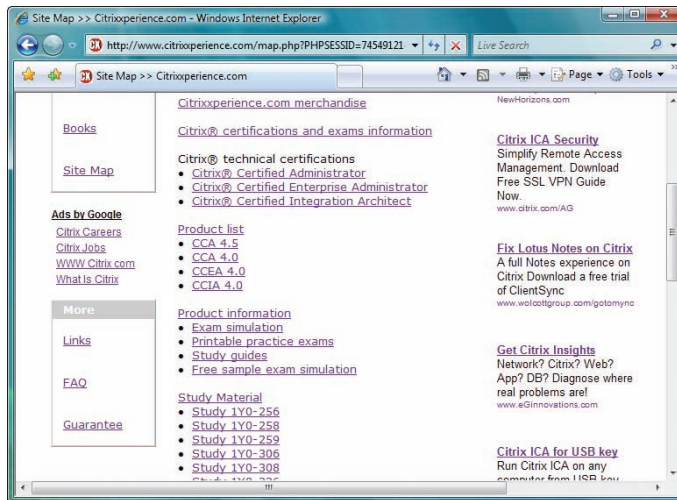 Site Map >> Citrixxperience.com - Windows Internet Explorer
http://www.citrixxperience.com/map.php?PHPSESSID=74549121
Live Search
Site Map >> Citrixxperience.com
Page
Tools
Books
Site Map
Ads by Google
Citrix Careers
Citrix Jobs
WWW Citrix com
What Is Citrix
More
Links
FAQ
Guarantee
Citrixxperience.com merchandise
Citrix® certifications and exams information
Citrix® technical certifications
• Citrix® Certified Administrator
• Citrix® Certified Enterprise Administrator
• Citrix® Certified Integration Architect
Product list
• CCA 4.5
• CCA 4.0
• CCEA 4.0
• CCIA 4.0
Product information
• Exam simulation
• Printable practice exams
• Study guides
• Free sample exam simulation
Study Material
• Study 1Y0-256
• Study 1Y0-258
• Study 1Y0-259
• Study 1Y0-306
• Study 1Y0-308
NewHorizons.com
Citrix ICA Security
Simplify Remote Access
Management. Download
Free SSL VPN Guide
Now.
www.citrix.com/AG
Fix Lotus Notes on Citrix
A full Notes experience on
Citrix Download a free trial
of ClientSync
www.wolcottgroup.com/gotomync
Get Citrix Insights
Network? Citrix? Web?
App? DB? Diagnose where
real problems are!
www.eGinnovations.com
Citrix ICA for USB key
Run Citrix ICA on any
computer from USB key